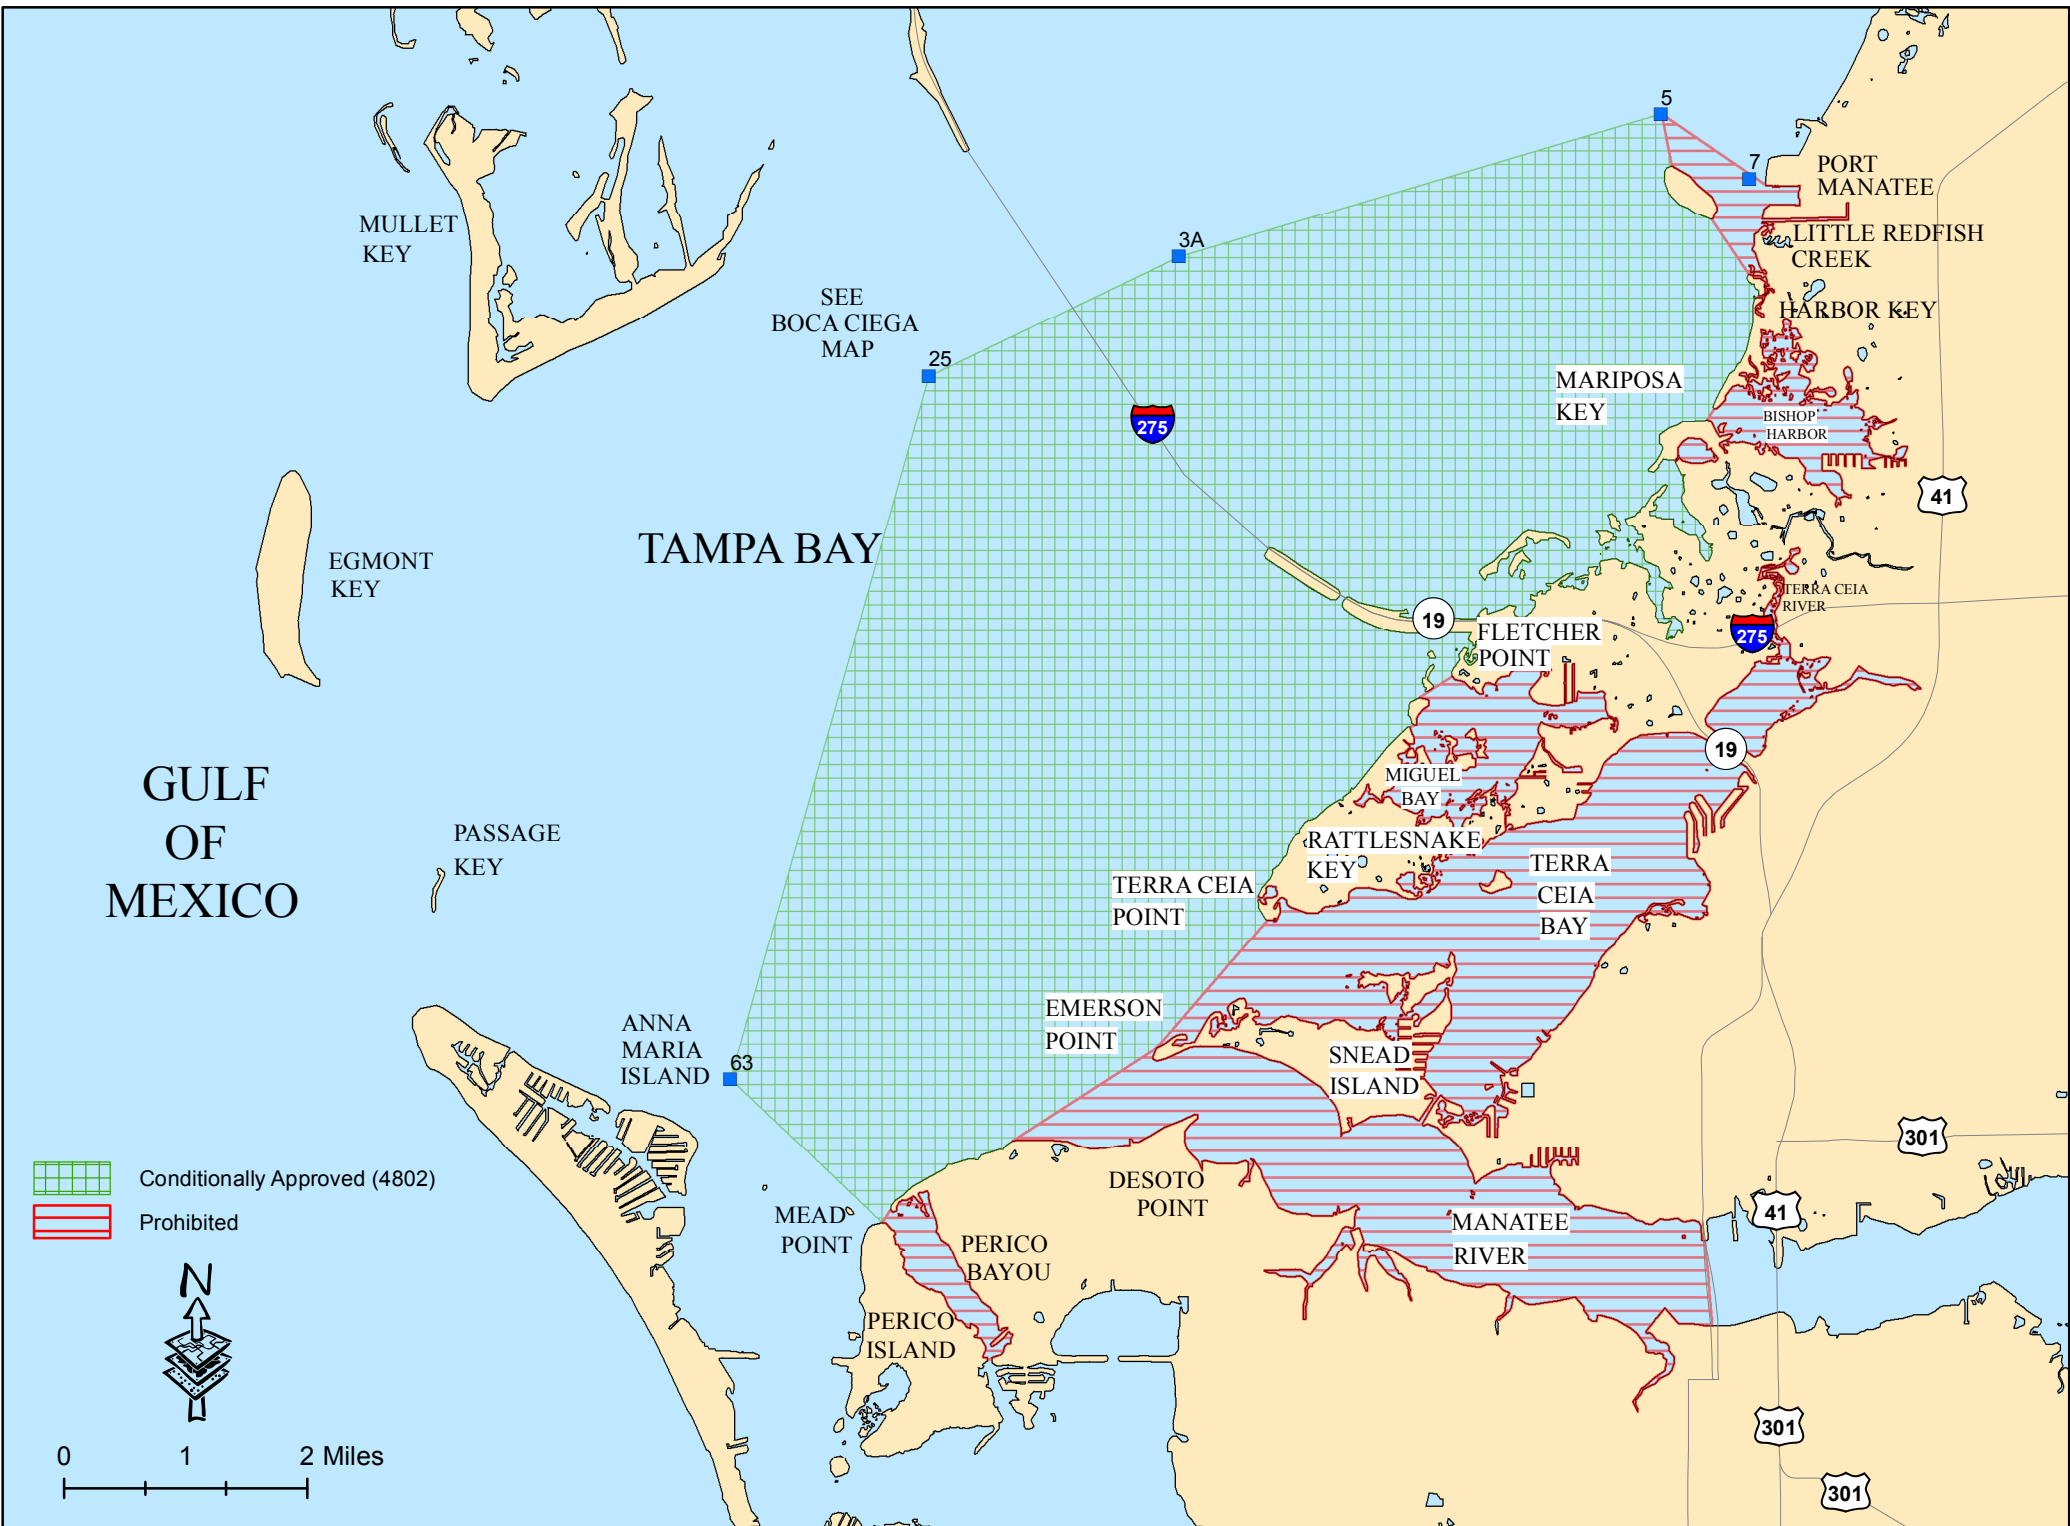 5
7
PORT
MANATEE
MULLET
KEY
3A
LITTLE REDFISH
CREEK
SEE
BOCA CIEGA
MAP
HARBOR KEY
25
MARIPOSA
KEY
275
BISHOP
HARBOR
41
TAMPA BAY
EGMONT
KEY
TERRA CEIA
RIVER
19
FLETCHER
POINT
275
19
GULF
OF
MEXICO
MIGUEL
BAY
PASSAGE
KEY
RATTLESNAKE
KEY
TERRA
CEIA
BAY
TERRA CEIA
POINT
EMERSON
POINT
ANNA
MARIA
ISLAND
63
SNEAD
ISLAND
301
Conditionally Approved (4802)
Prohibited
DESOTO
POINT
41
MEAD
POINT
MANATEE
RIVER
PERICO
BAYOU
N
PERICO
ISLAND
301
0 1 2 Miles
301